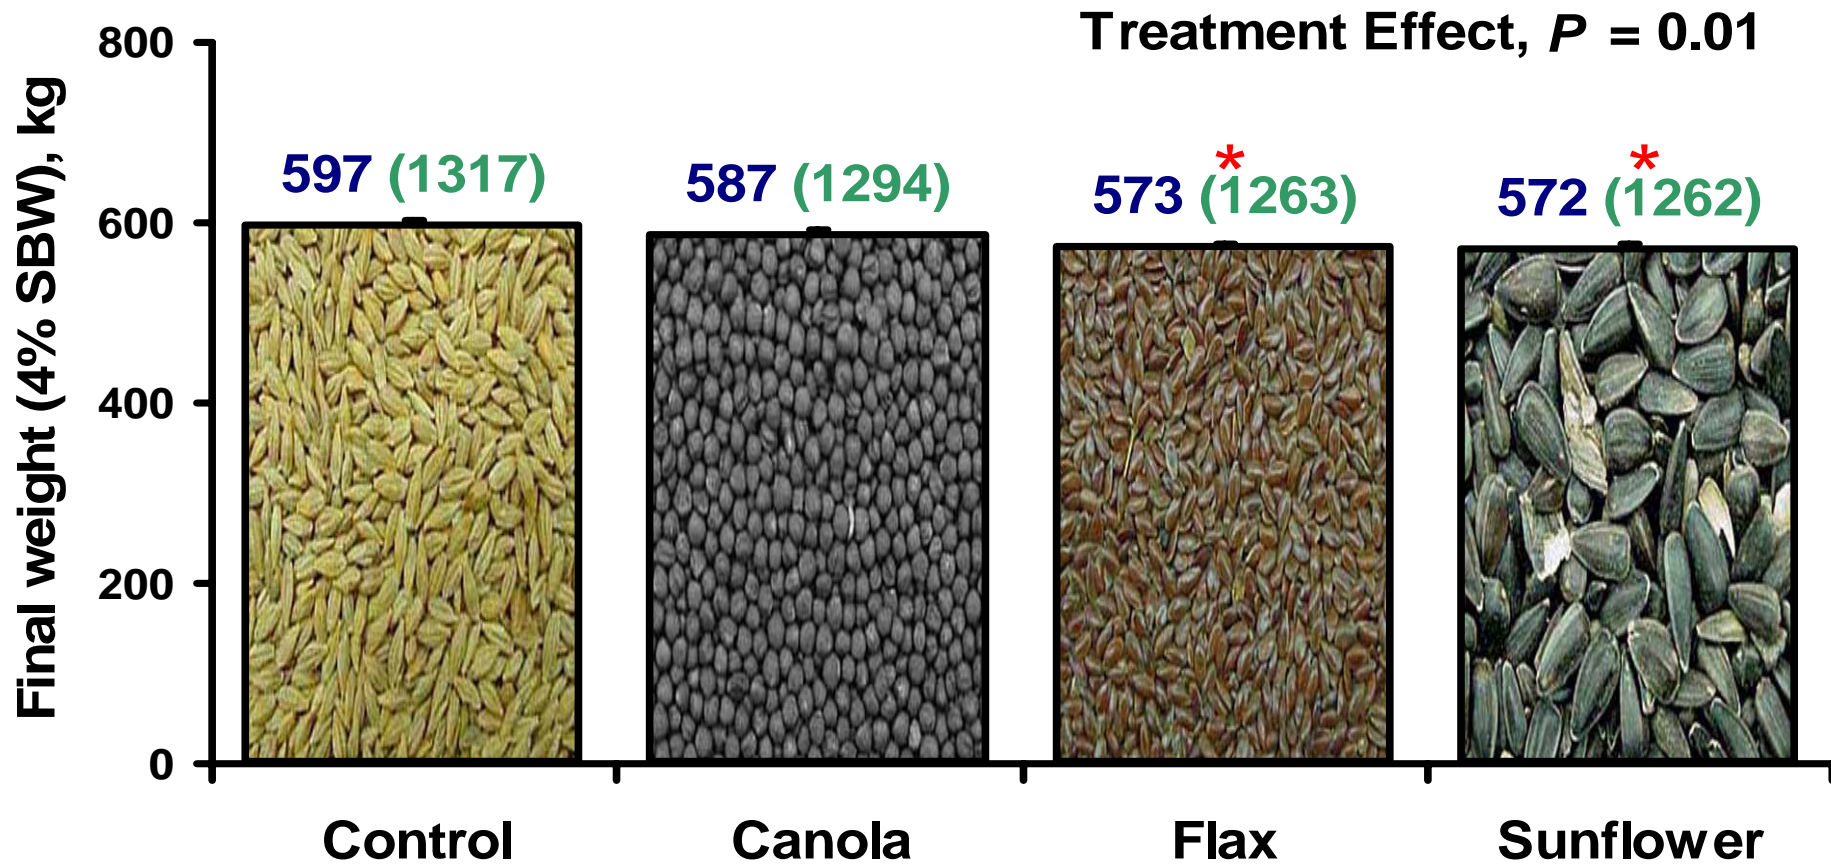 Treatment Effect, P = 0.01
Final weight (4% SBW), kg
800
600
400
200
0
597 (1317)
587 (1294)
*
573 (1263)
*
572 (1262)
Control
Canola
Flax
Sunflower